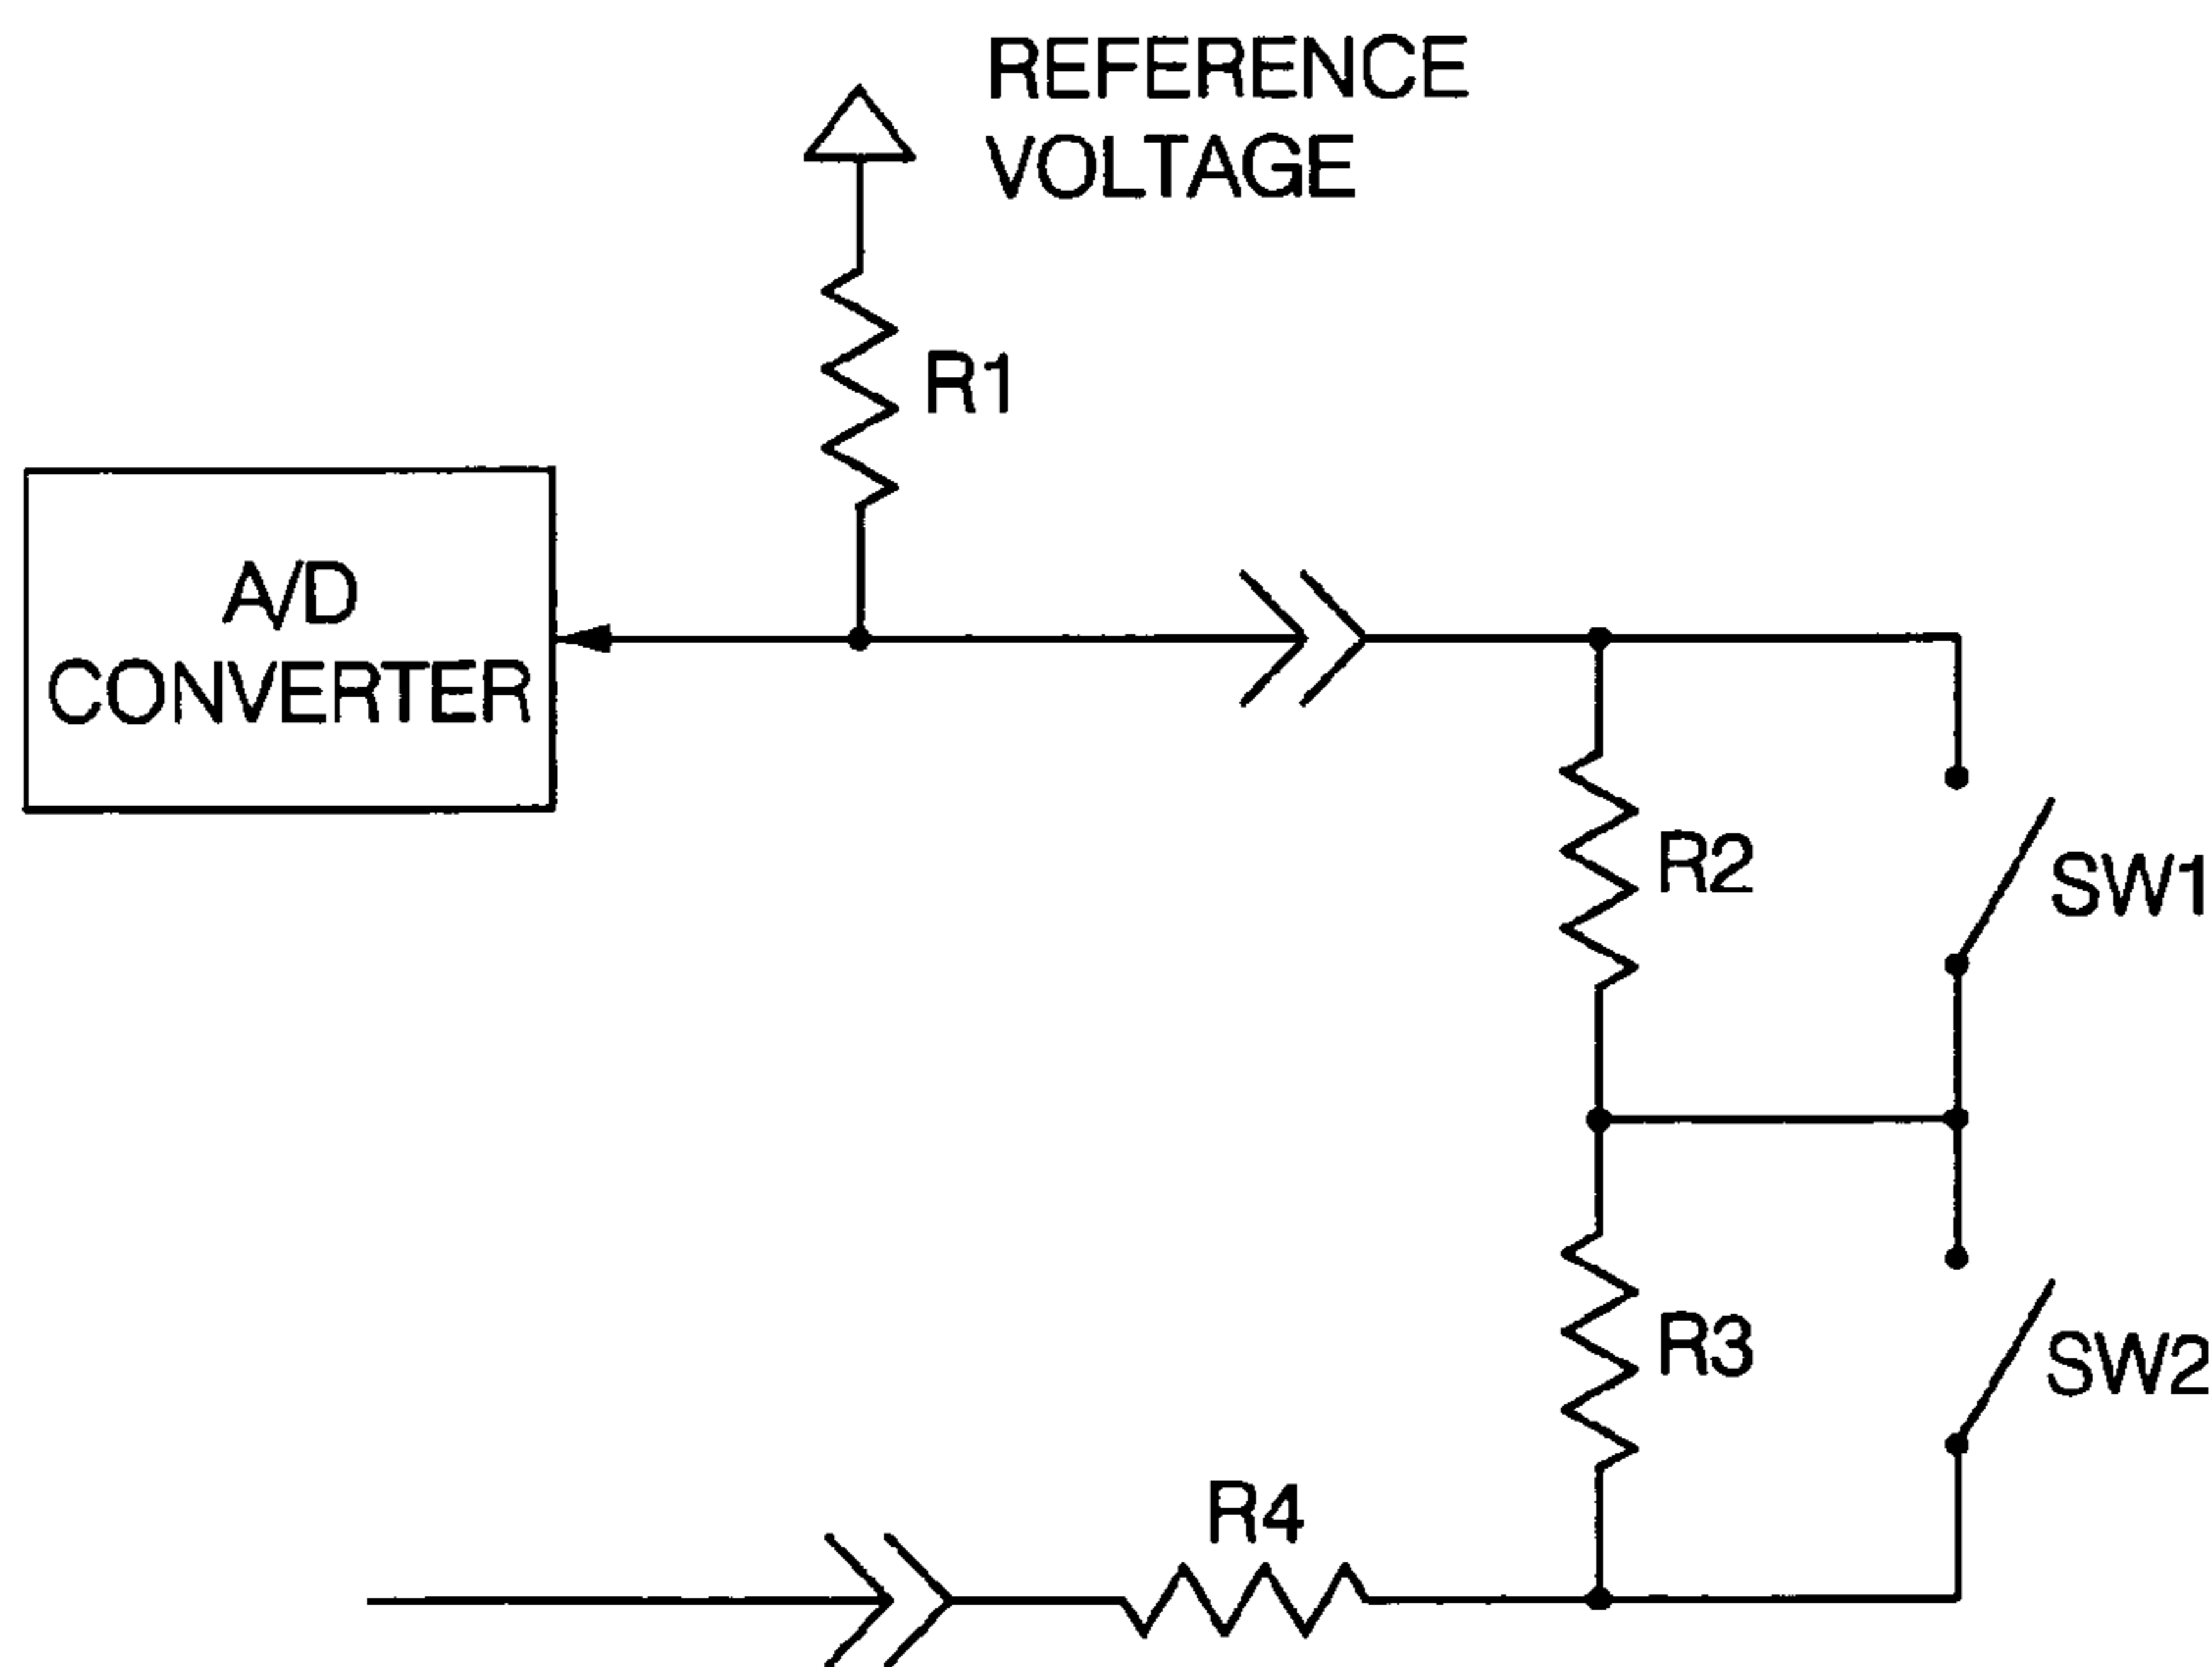 REFERENCE
VOLTAGE
R1
A/D
CONVERTER
R2
SW1
R3
SW2
R4